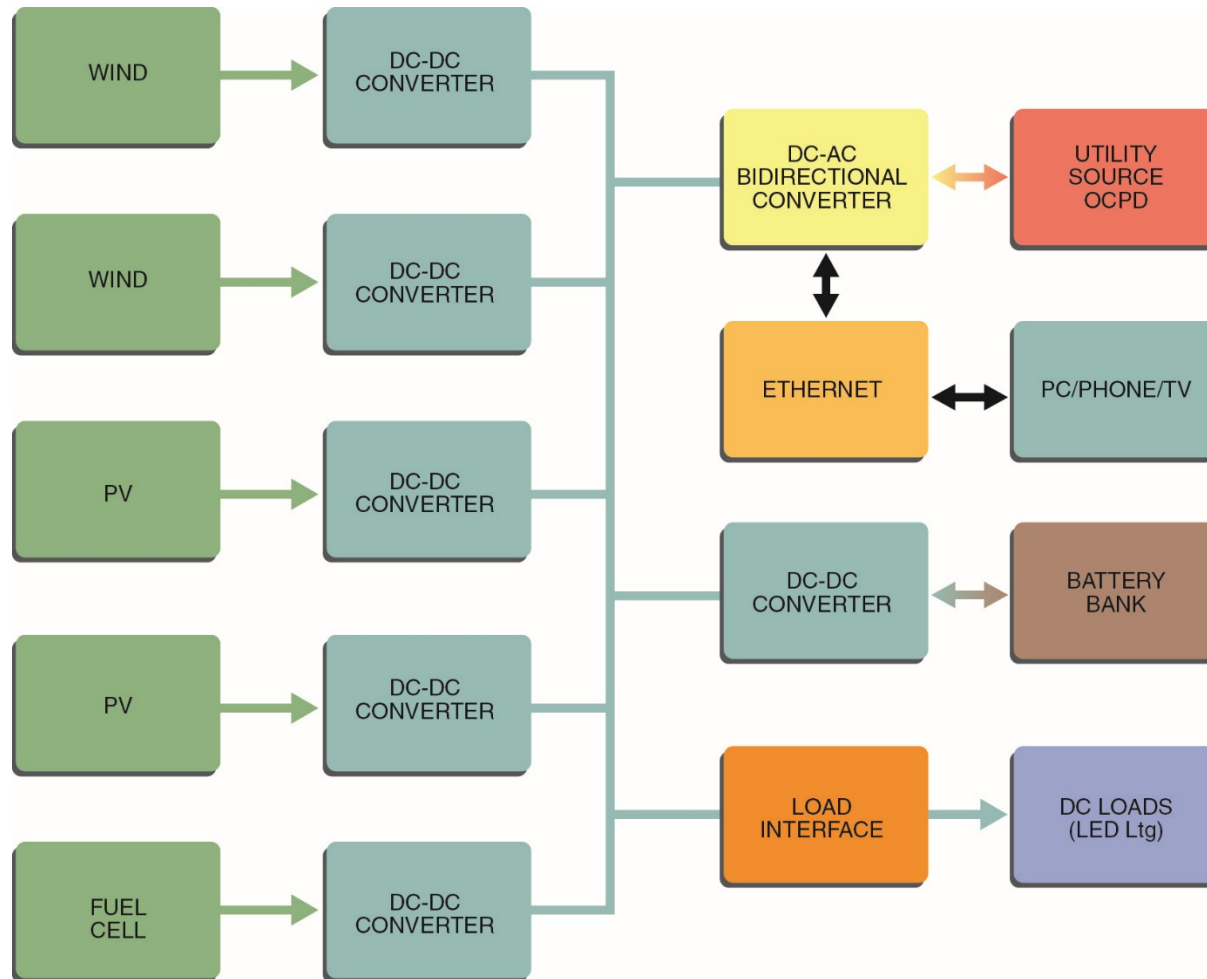 WIND
DC-DC
CONVERTER
WIND
DC-DC
CONVERTER
PV
DC-DC
CONVERTER
PV
DC-DC
CONVERTER
FUEL
CELL
DC-DC
CONVERTER
DC-AC
BIDIRECTIONAL
CONVERTER
UTILITY
SOURCE
OCPD
ETHERNET
PC/PHONE/TV
DC-DC
CONVERTER
BATTERY
BANK
LOAD
INTERFACE
DC LOADS
(LED Ltg)